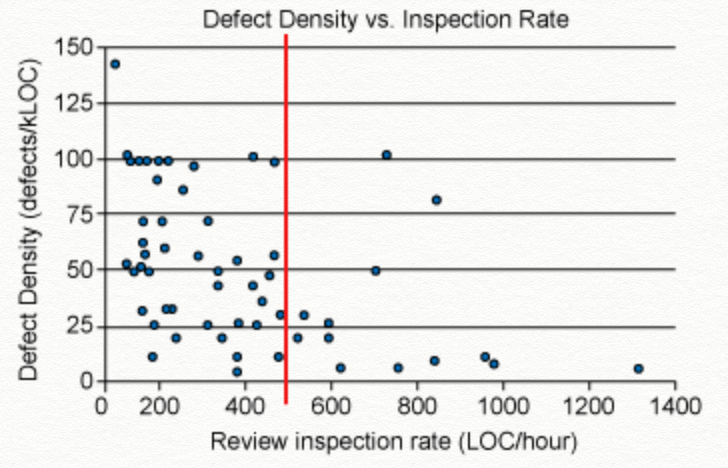 Defect Density vs. Inspection Rate
Defect Density (defects/kLOC)
150
125
100
75
50
25
0
0 200 400 600 800 1000 1200 1400
Review inspection rate (LOC/hour)